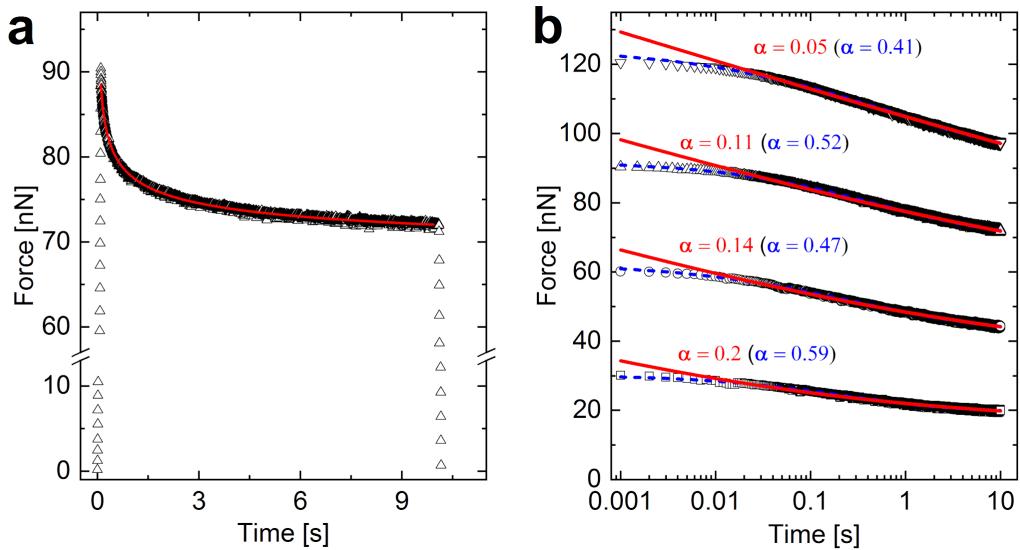 a
90
80
70
60
10
0
Force [nN]
0 3 6 9
Time [s]
b
120
100
80
60
40
20
0
Force [nN]
α = 0.05 (α = 0.41)
α = 0.11 (α = 0.52)
α = 0.14 (α = 0.47)
α = 0.2 (α = 0.59)
0.001 0.01 0.1 1 10
Time [s]